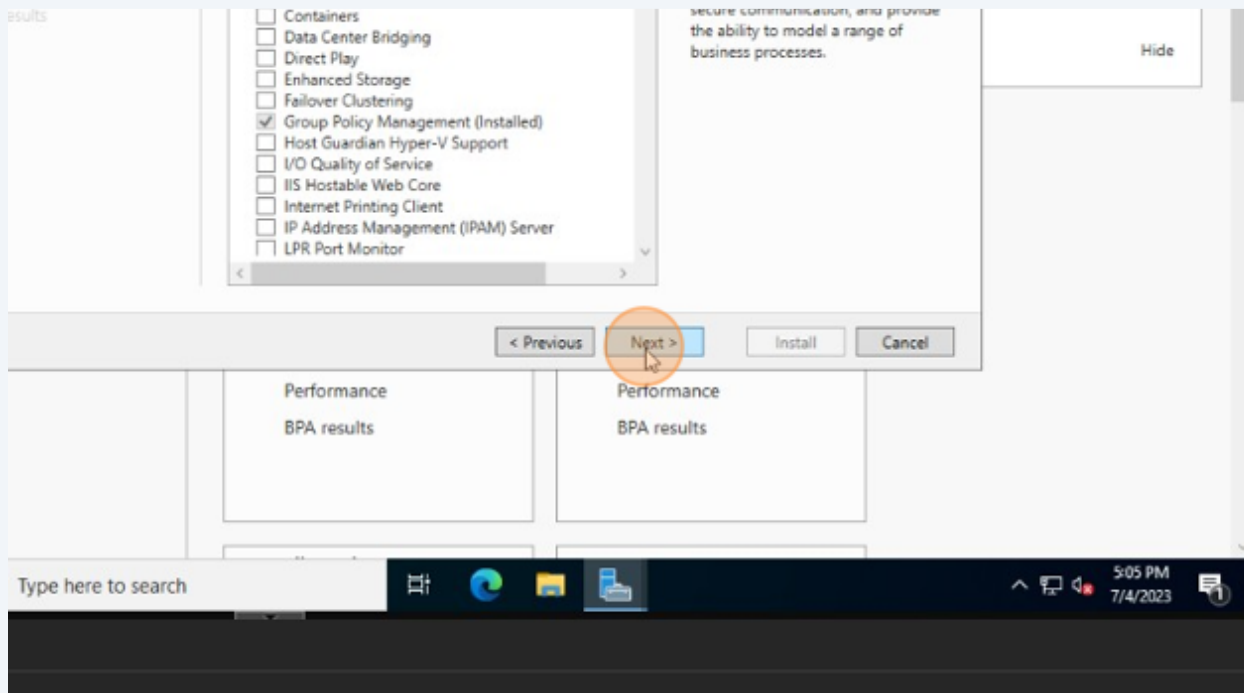 esults
Containers
Data Center Bridging
Direct Play
Enhanced Storage
Failover Clustering
Group Policy Management (Installed)
Host Guardian Hyper-V Support
I/O Quality of Service
IIS Hostable Web Core
Internet Printing Client
IP Address Management (IPAM) Server
LPR Port Monitor
secure communication, and provide
the ability to model a range of
business processes.
Hide
< Previous
Next >
Install
Cancel
Performance
BPA results
Performance
BPA results
Type here to search
5:05 PM
7/4/2023
1